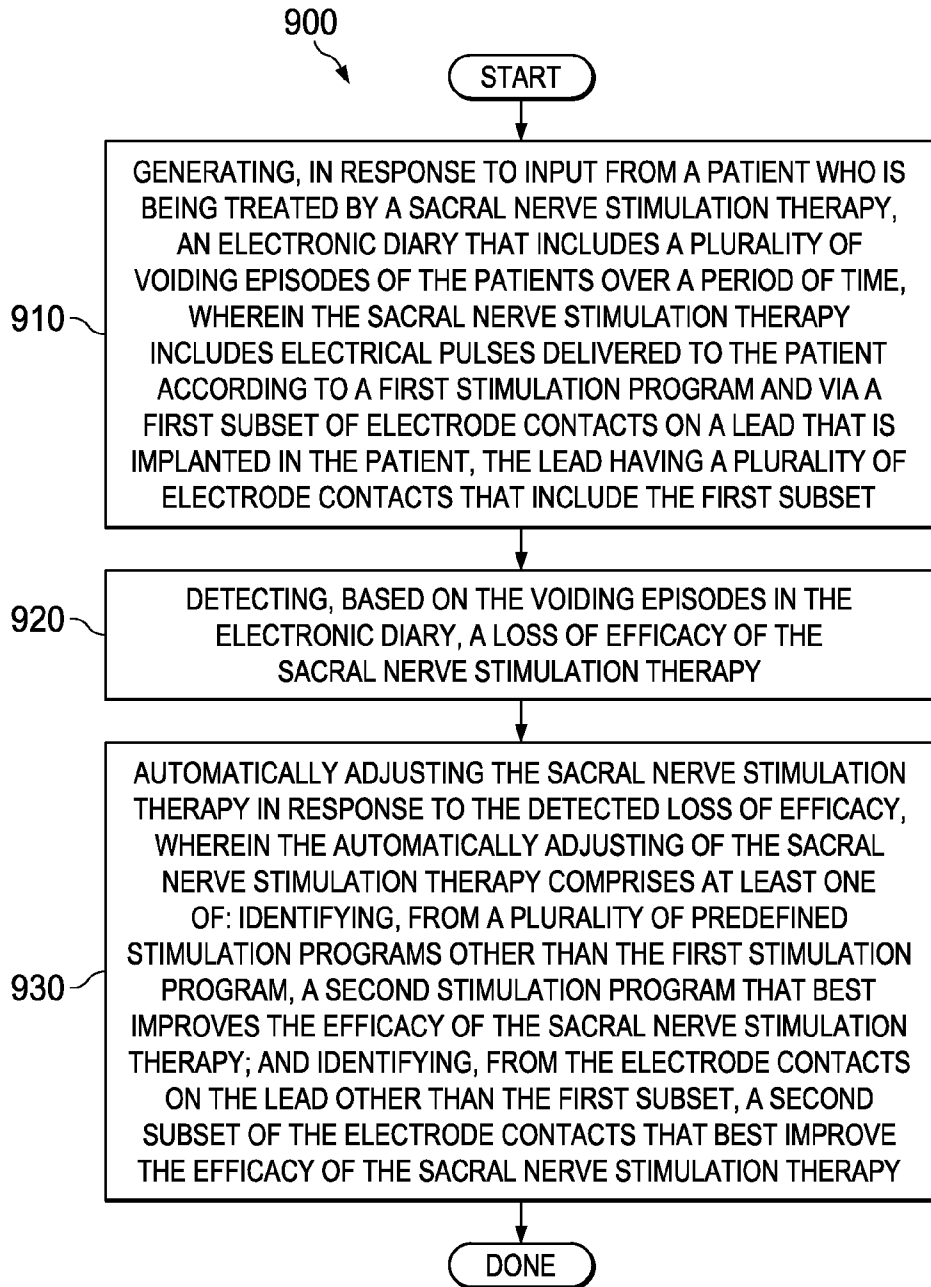 900
START
GENERATING, IN RESPONSE TO INPUT FROM A PATIENT WHO IS
BEING TREATED BY A SACRAL NERVE STIMULATION THERAPY,
AN ELECTRONIC DIARY THAT INCLUDES A PLURALITY OF
VOIDING EPISODES OF THE PATIENTS OVER A PERIOD OF TIME,
WHEREIN THE SACRAL NERVE STIMULATION THERAPY
INCLUDES ELECTRICAL PULSES DELIVERED TO THE PATIENT
ACCORDING TO A FIRST STIMULATION PROGRAM AND VIA A
FIRST SUBSET OF ELECTRODE CONTACTS ON A LEAD THAT IS
IMPLANTED IN THE PATIENT, THE LEAD HAVING A PLURALITY OF
ELECTRODE CONTACTS THAT INCLUDE THE FIRST SUBSET
910
DETECTING, BASED ON THE VOIDING EPISODES IN THE
ELECTRONIC DIARY, A LOSS OF EFFICACY OF THE
SACRAL NERVE STIMULATION THERAPY
920
AUTOMATICALLY ADJUSTING THE SACRAL NERVE STIMULATION
THERAPY IN RESPONSE TO THE DETECTED LOSS OF EFFICACY,
WHEREIN THE AUTOMATICALLY ADJUSTING OF THE SACRAL
NERVE STIMULATION THERAPY COMPRISES AT LEAST ONE
OF: IDENTIFYING, FROM A PLURALITY OF PREDEFINED
STIMULATION PROGRAMS OTHER THAN THE FIRST STIMULATION
PROGRAM, A SECOND STIMULATION PROGRAM THAT BEST
IMPROVES THE EFFICACY OF THE SACRAL NERVE STIMULATION
THERAPY; AND IDENTIFYING, FROM THE ELECTRODE CONTACTS
ON THE LEAD OTHER THAN THE FIRST SUBSET, A SECOND
SUBSET OF THE ELECTRODE CONTACTS THAT BEST IMPROVE
THE EFFICACY OF THE SACRAL NERVE STIMULATION THERAPY
930
DONE